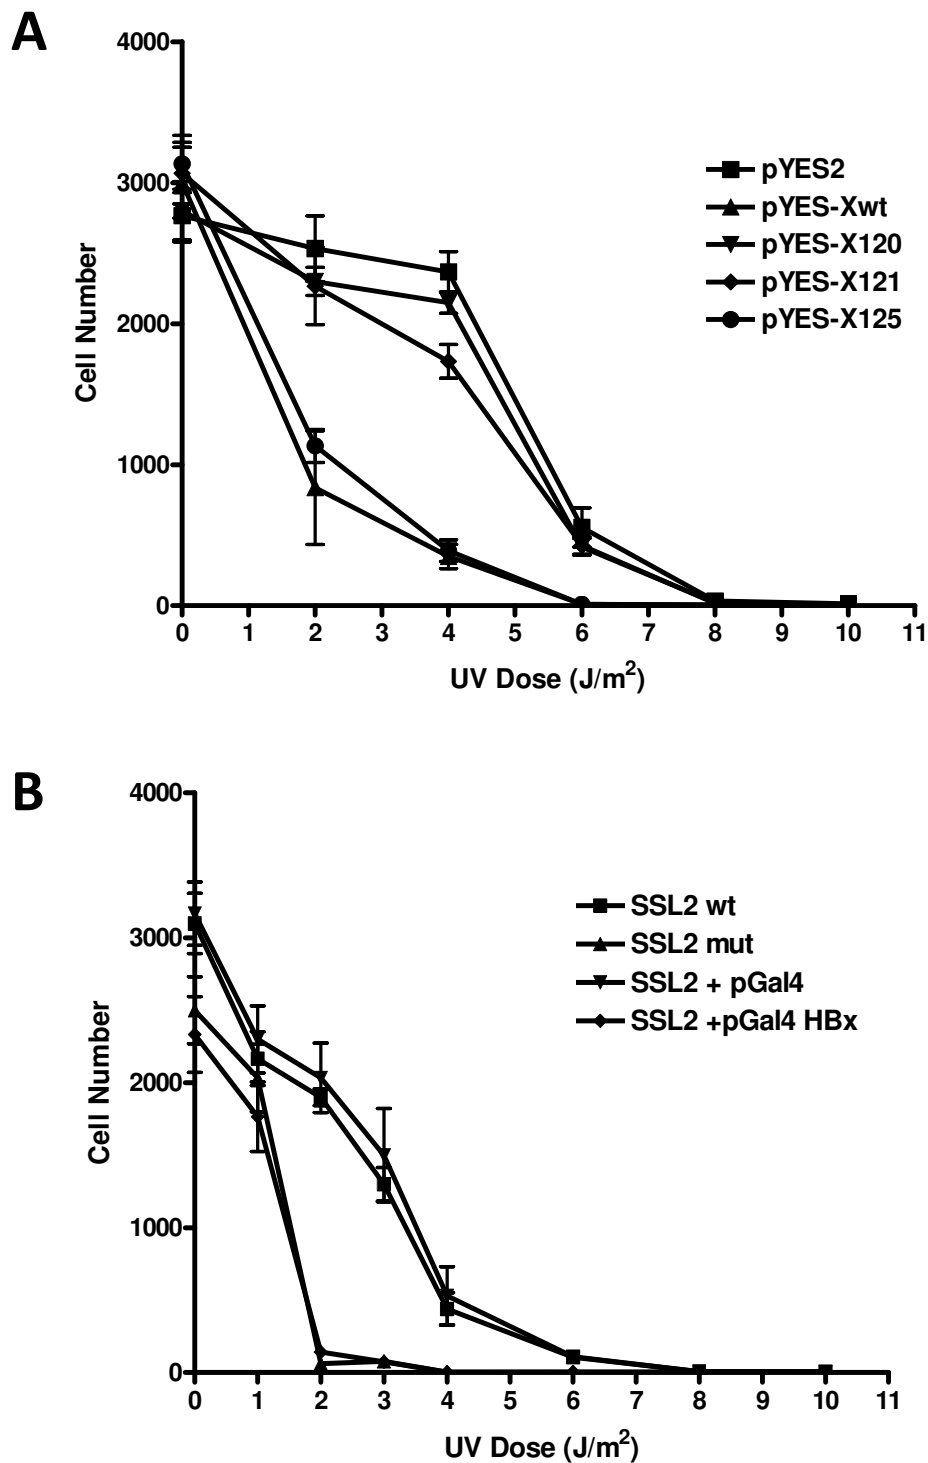 A
4000
3000
2000
1000
0
Cell Number
pYES2
pYES-Xwt
pYES-X120
pYES-X121
pYES-X125
0 1 2 3 4 5 6 7 8 9 10 11
UV Dose (J/m²)
B
4000
3000
2000
1000
0
Cell Number
SSL2 wt
SSL2 mut
SSL2 + pGal4
SSL2 +pGal4 HBx
0 1 2 3 4 5 6 7 8 9 10 11
UV Dose (J/m²)